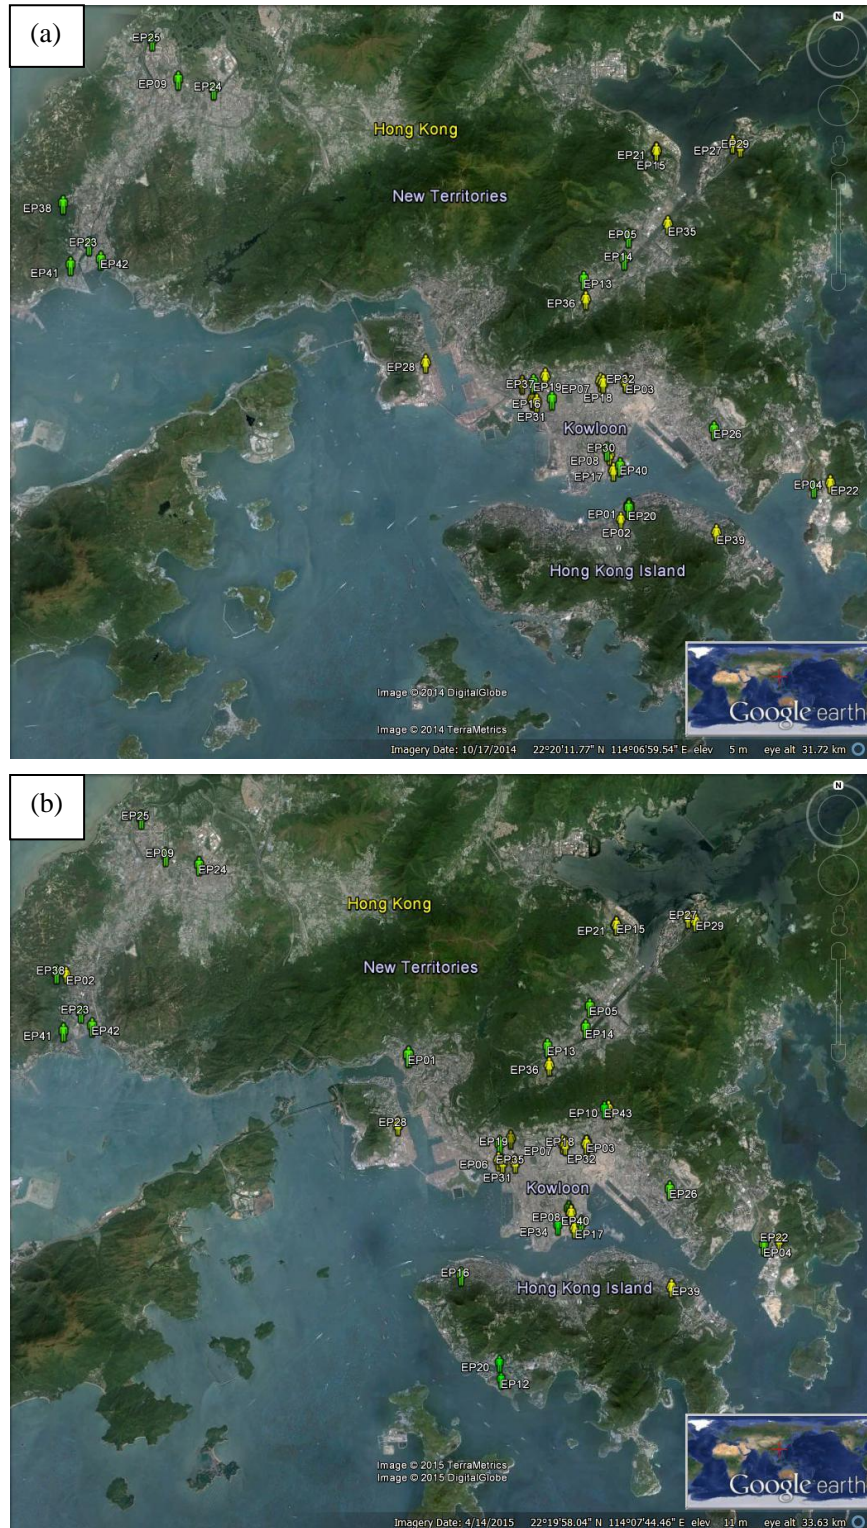 (a)
N
EP25
EP09
EP24
Hong Kong
EP21
EP15
EP27
EP29
New Territories
EP38
EP35
EP05
EP23
EP41
EP42
EP14
EP13
EP36
EP28
EP37
EP19
EP07
EP32
EP03
EP18
EP16
EP31
Kowloon
EP26
EP30
EP08
EP40
EP17
EP04
EP22
EP01
EP20
EP02
EP39
Hong Kong Island
Image © 2014 DigitalGlobe
Image © 2014 TerraMetrics
Google earth
Imagery Date: 10/17/2014 22°20'11.77" N 114°06'59.54" E elev 5 m eye alt 31.72 km
(b)
N
EP25
EP09
EP24
Hong Kong
EP27
EP29
EP21
EP15
New Territories
EP38
EP02
EP05
EP23
EP41
EP42
EP14
EP13
EP01
EP36
EP10
EP43
EP28
EP19
EP18
EP03
EP07
EP32
EP06
EP35
EP31
Kowloon
EP26
EP08
EP40
EP34
EP17
EP22
EP04
EP16
Hong Kong Island
EP39
EP20
EP12
Image © 2015 TerraMetrics
Image © 2015 DigitalGlobe
Google earth
Imagery Date: 4/14/2015 22°19'58.04" N 114°07'44.46" E elev 11 m eye alt 33.63 km